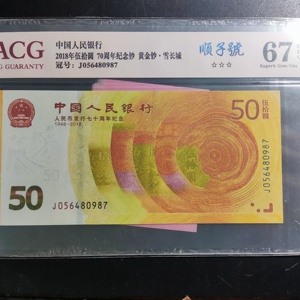 ACG
GUARANTY
中国人民银行
2018年伍拾圆 70周年纪念钞 黄金钞·雪长城
冠号: J056480987
顺子號
☆☆☆
67
Superb Gem Unc
中国人民银行
人民币发行七十周年纪念
1948-2018
50 伍拾圆
J056480987
50
J056480987